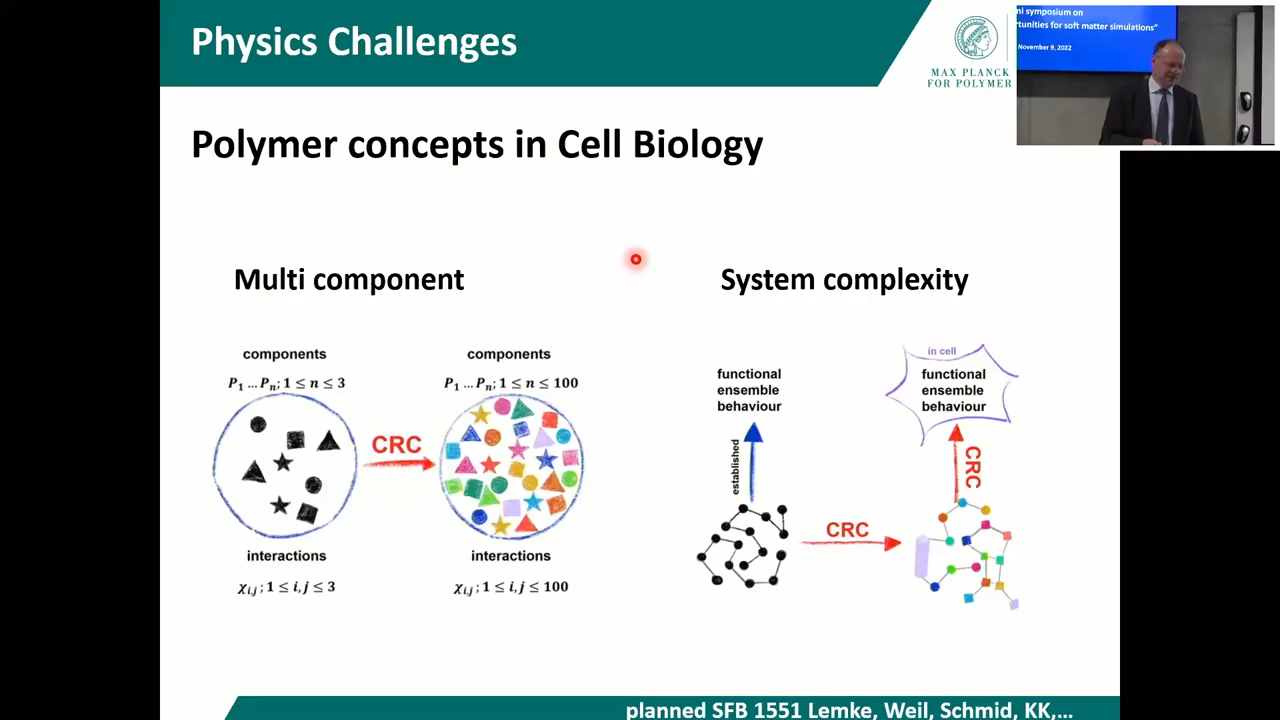 Physics Challenges
MAX PLANCK
FOR POLYMER
ni symposium on
rtunities for soft matter simulations"
November 9, 2022
Polymer concepts in Cell Biology
Multi component
System complexity
components
P₁ ... Pₙ; 1 ≤ n ≤ 3
CRC
interactions
χᵢ,ⱼ ; 1 ≤ i, j ≤ 3
components
P₁ ... Pₙ; 1 ≤ n ≤ 100
interactions
χᵢ,ⱼ ; 1 ≤ i, j ≤ 100
functional
ensemble
behaviour
established
CRC
in cell
functional
ensemble
behaviour
CRC
planned SFB 1551 Lemke, Weil, Schmid, KK,...